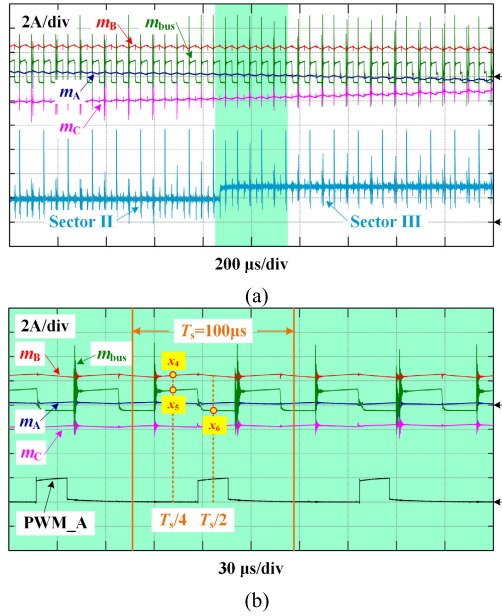 2A/div
mB
mbus
mA
mC
Sector II
Sector III
200 μs/div
(a)
2A/div
Ts=100μs
mB
mbus
x4
x5
mA
x6
mC
PWM_A
Ts/4
Ts/2
30 μs/div
(b)